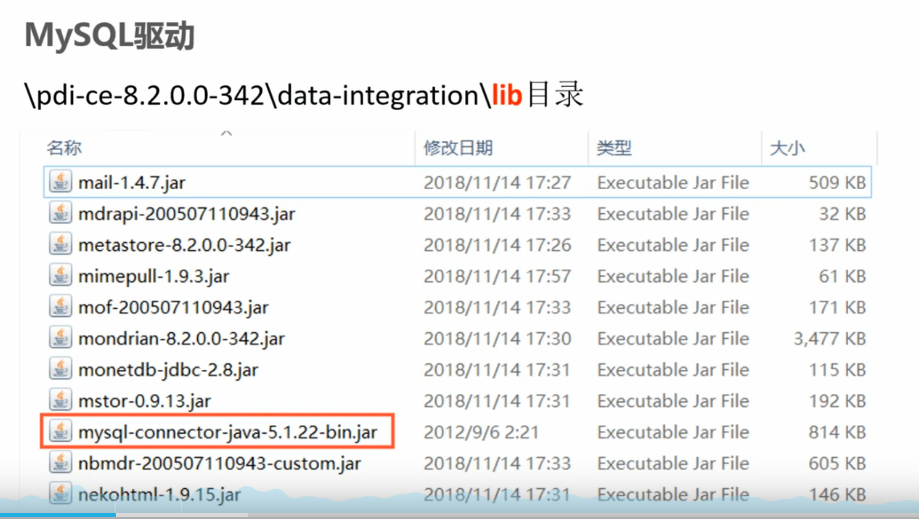 MySQL驱动
\pdi-ce-8.2.0.0-342\data-integration\lib目录
名称 修改日期 类型 大小
mail-1.4.7.jar 2018/11/14 17:27 Executable Jar File 509 KB
mdrapi-200507110943.jar 2018/11/14 17:33 Executable Jar File 32 KB
metastore-8.2.0.0-342.jar 2018/11/14 17:26 Executable Jar File 137 KB
mimepull-1.9.3.jar 2018/11/14 17:57 Executable Jar File 61 KB
mof-200507110943.jar 2018/11/14 17:33 Executable Jar File 171 KB
mondrian-8.2.0.0-342.jar 2018/11/14 17:30 Executable Jar File 3,477 KB
monetdb-jdbc-2.8.jar 2018/11/14 17:31 Executable Jar File 115 KB
mstor-0.9.13.jar 2018/11/14 17:31 Executable Jar File 192 KB
mysql-connector-java-5.1.22-bin.jar 2012/9/6 2:21 Executable Jar File 814 KB
nbmdr-200507110943-custom.jar 2018/11/14 17:33 Executable Jar File 605 KB
nekohtml-1.9.15.jar 2018/11/14 17:31 Executable Jar File 146 KB